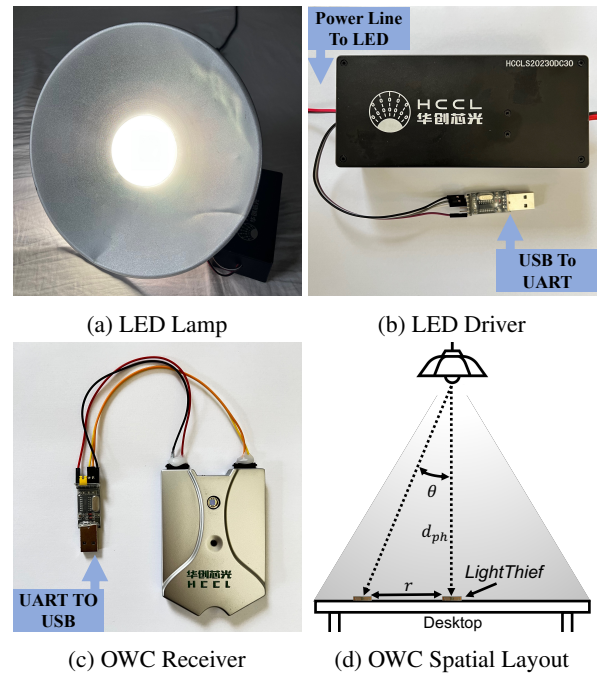 Power Line
To LED
HCCLS20230DC30
HCCL
华创芯光
USB To
UART
(a) LED Lamp
(b) LED Driver
华创芯光
HCCL
UART TO
USB
θ
d_ph
LightThief
r
Desktop
(c) OWC Receiver
(d) OWC Spatial Layout